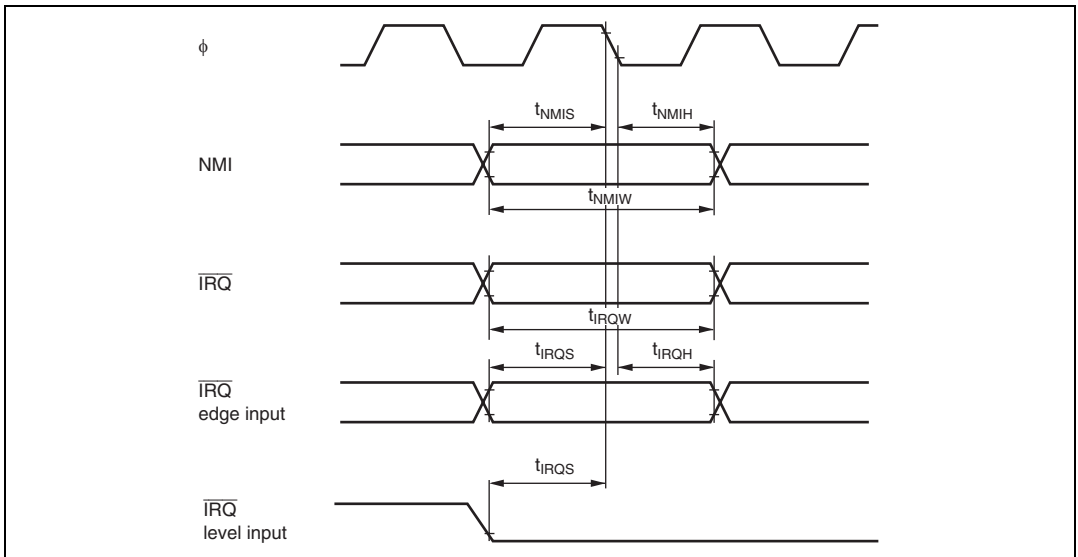 ϕ
tNMIS tNMIH
NMI
tNMIW
IRQ
tIRQW
tIRQS tIRQH
IRQ
edge input
tIRQS
IRQ
level input